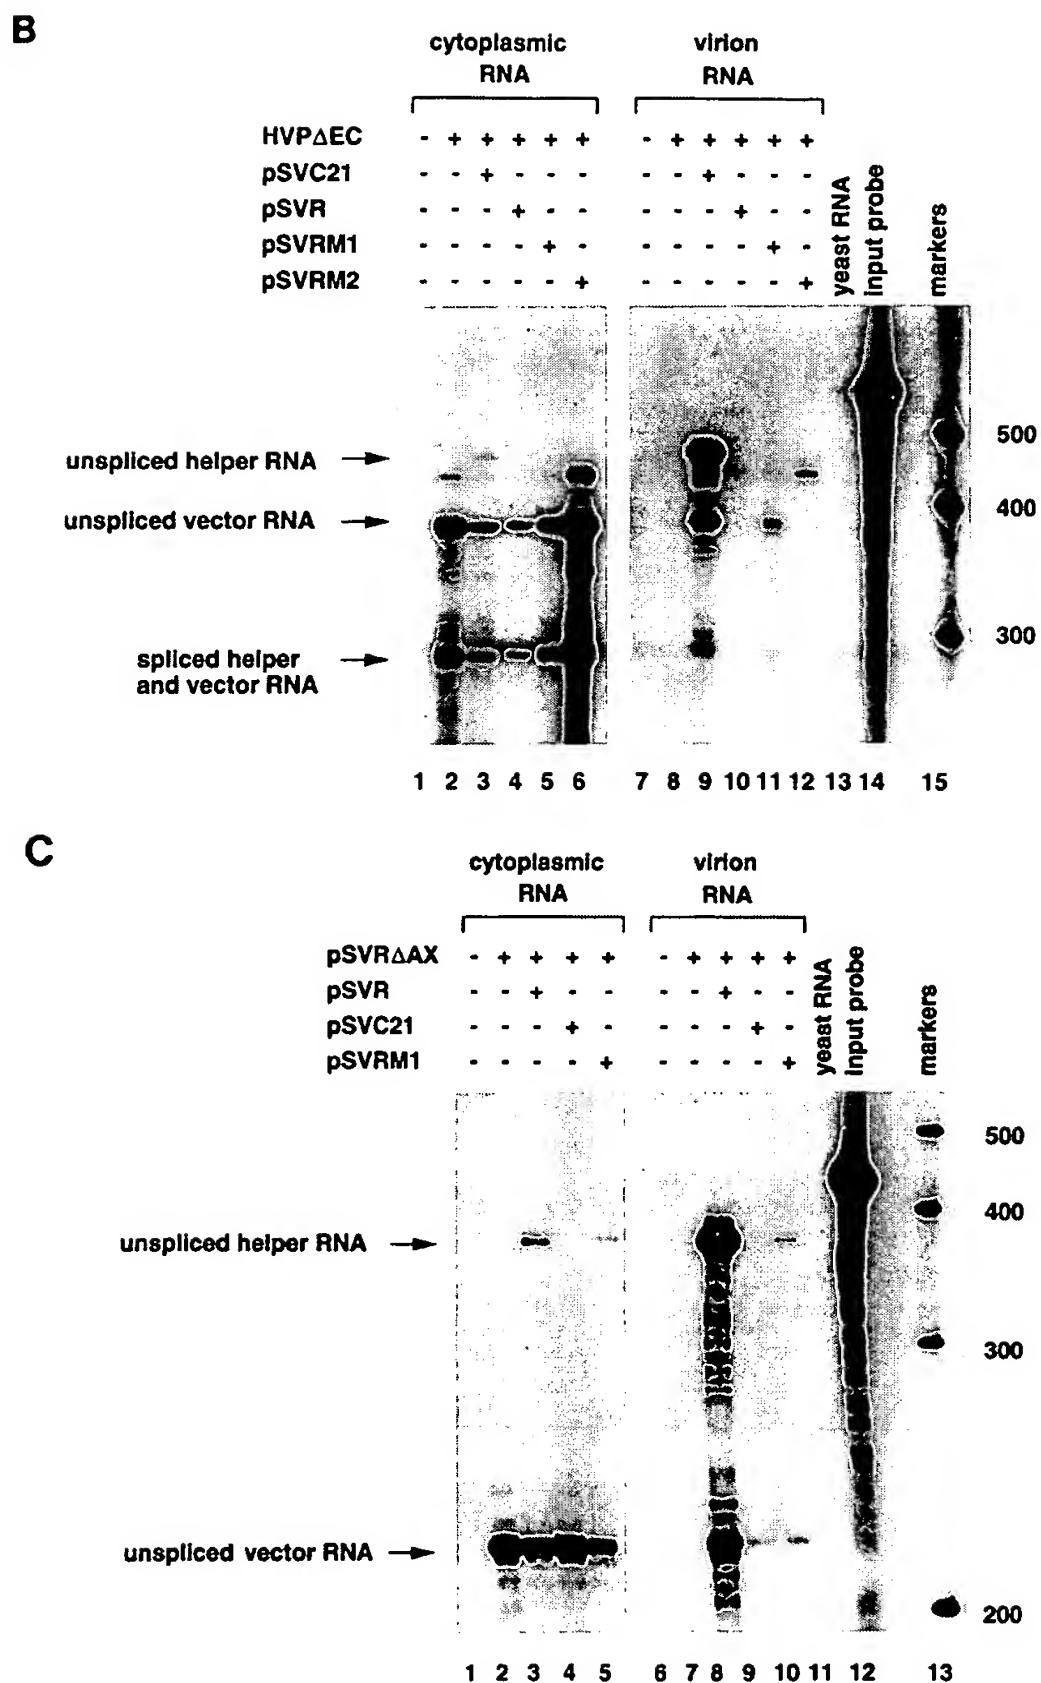 B
cytoplasmic RNA
virion RNA
HVPΔEC - + + + + + - + + + + +
pSVC21 - - + - - - - - + - - -
pSVR - - - + - - - - - + - -
pSVRM1 - - - - + - - - - - + -
pSVRM2 - - - - - + - - - - - +
yeast RNA
input probe
markers
unspliced helper RNA
unspliced vector RNA
spliced helper
and vector RNA
500
400
300
1 2 3 4 5 6 7 8 9 10 11 12 13 14 15
C
cytoplasmic RNA
virion RNA
pSVRΔAX - + + + + - + + + +
pSVR - - + - - - - + - -
pSVC21 - - - + - - - - + -
pSVRM1 - - - - + - - - - +
yeast RNA
input probe
markers
unspliced helper RNA
unspliced vector RNA
500
400
300
200
1 2 3 4 5 6 7 8 9 10 11 12 13